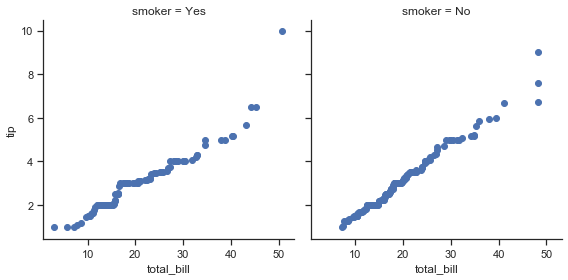 smoker = Yes
smoker = No
tip
10
8
6
4
2
10 20 30 40 50
10 20 30 40 50
total_bill
total_bill